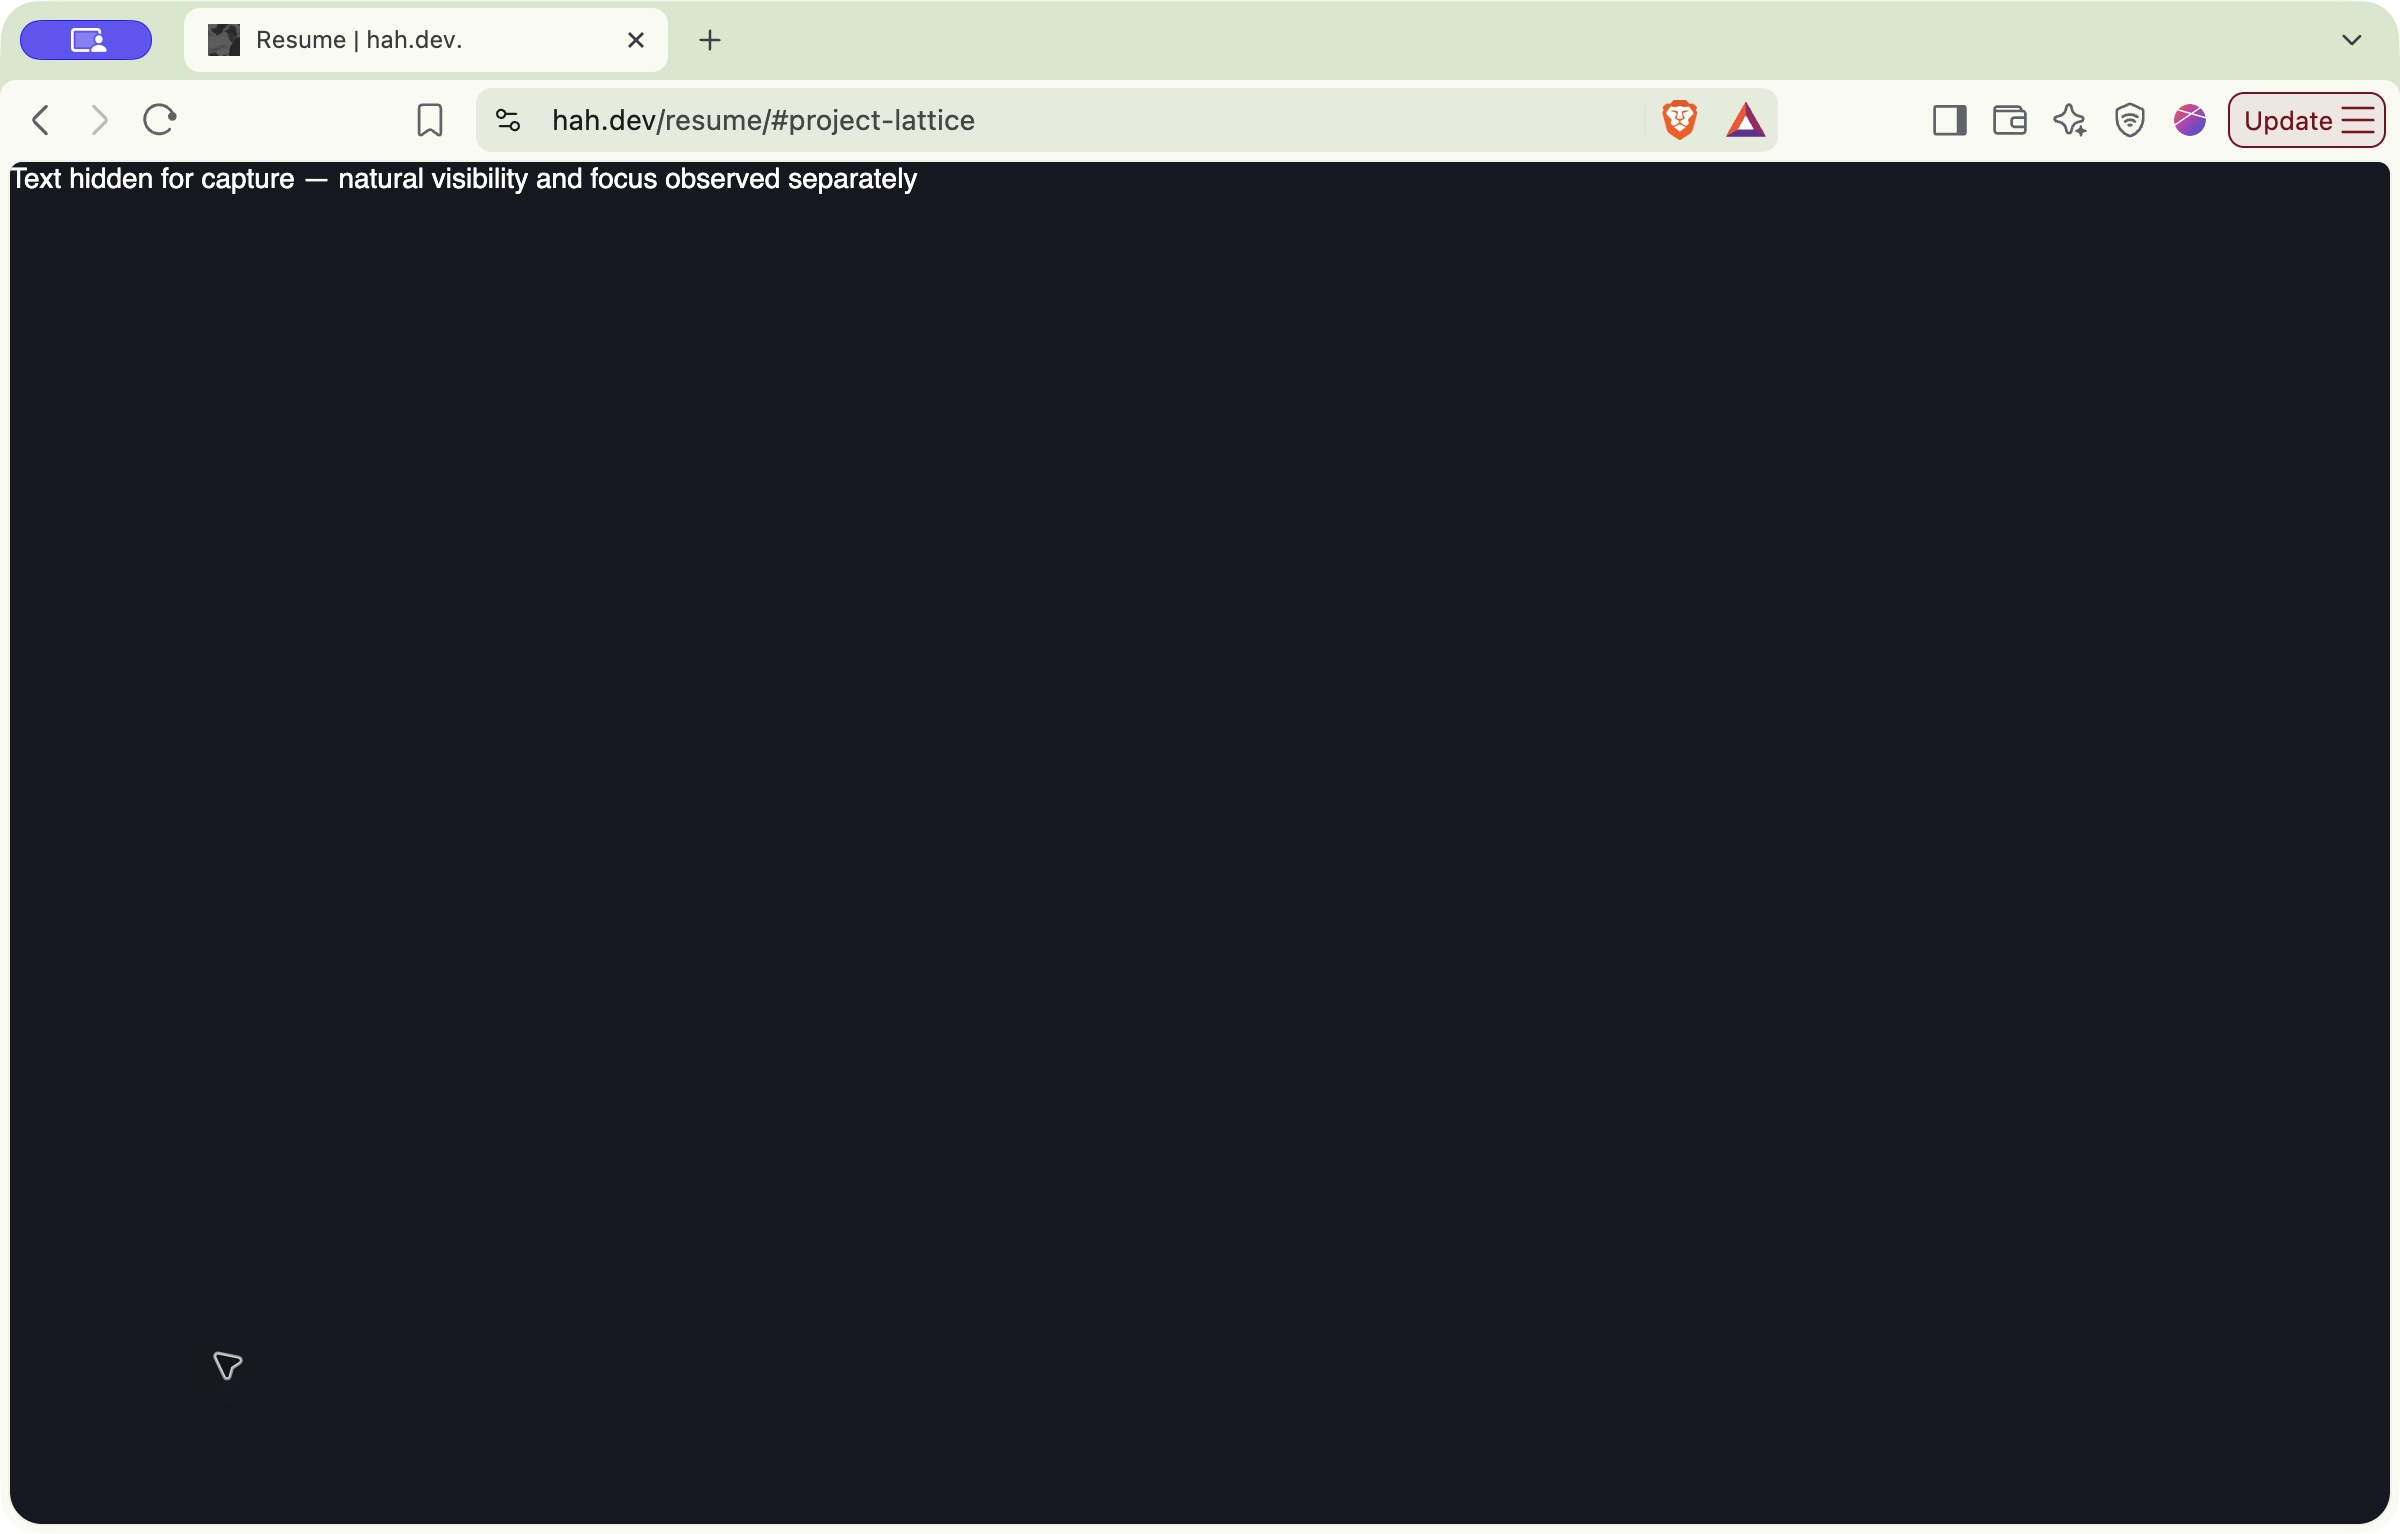 Resume | hah.dev.
hah.dev/resume/#project-lattice
Update
Text hidden for capture — natural visibility and focus observed separately